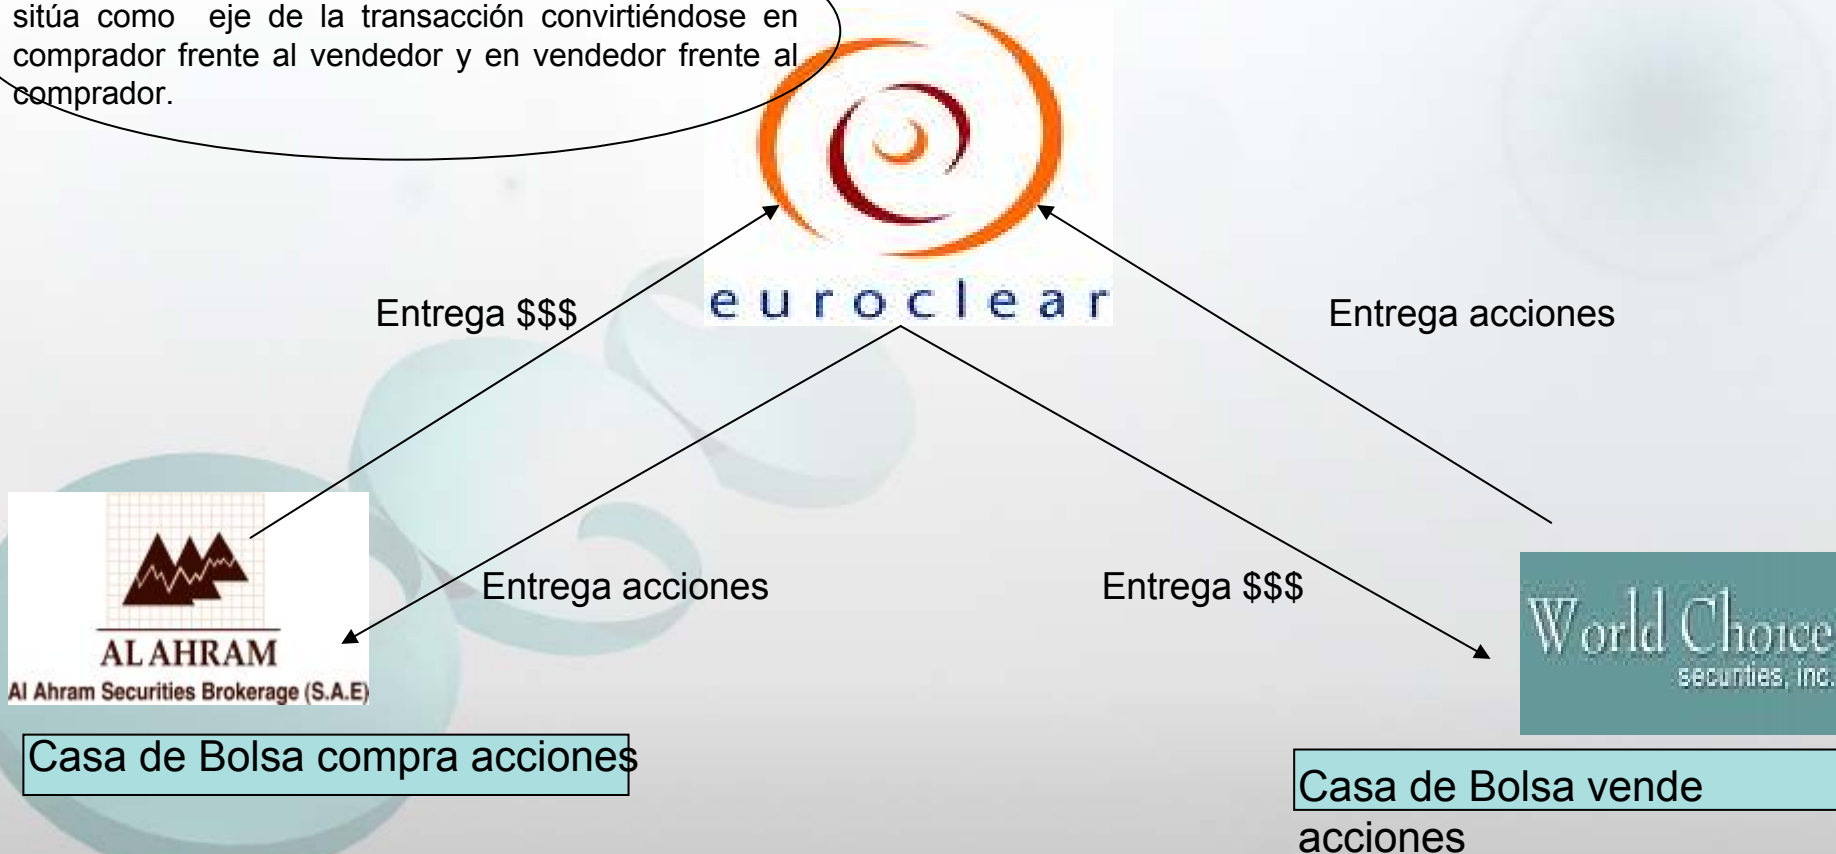 sitúa como eje de la transacción convirtiéndose en
comprador frente al vendedor y en vendedor frente al
comprador.
euroclear
Entrega $$$
Entrega acciones
Entrega acciones
Entrega $$$
AL AHRAM
Al Ahram Securities Brokerage (S.A.E)
World Choice
securities, inc.
Casa de Bolsa compra acciones
Casa de Bolsa vende
acciones